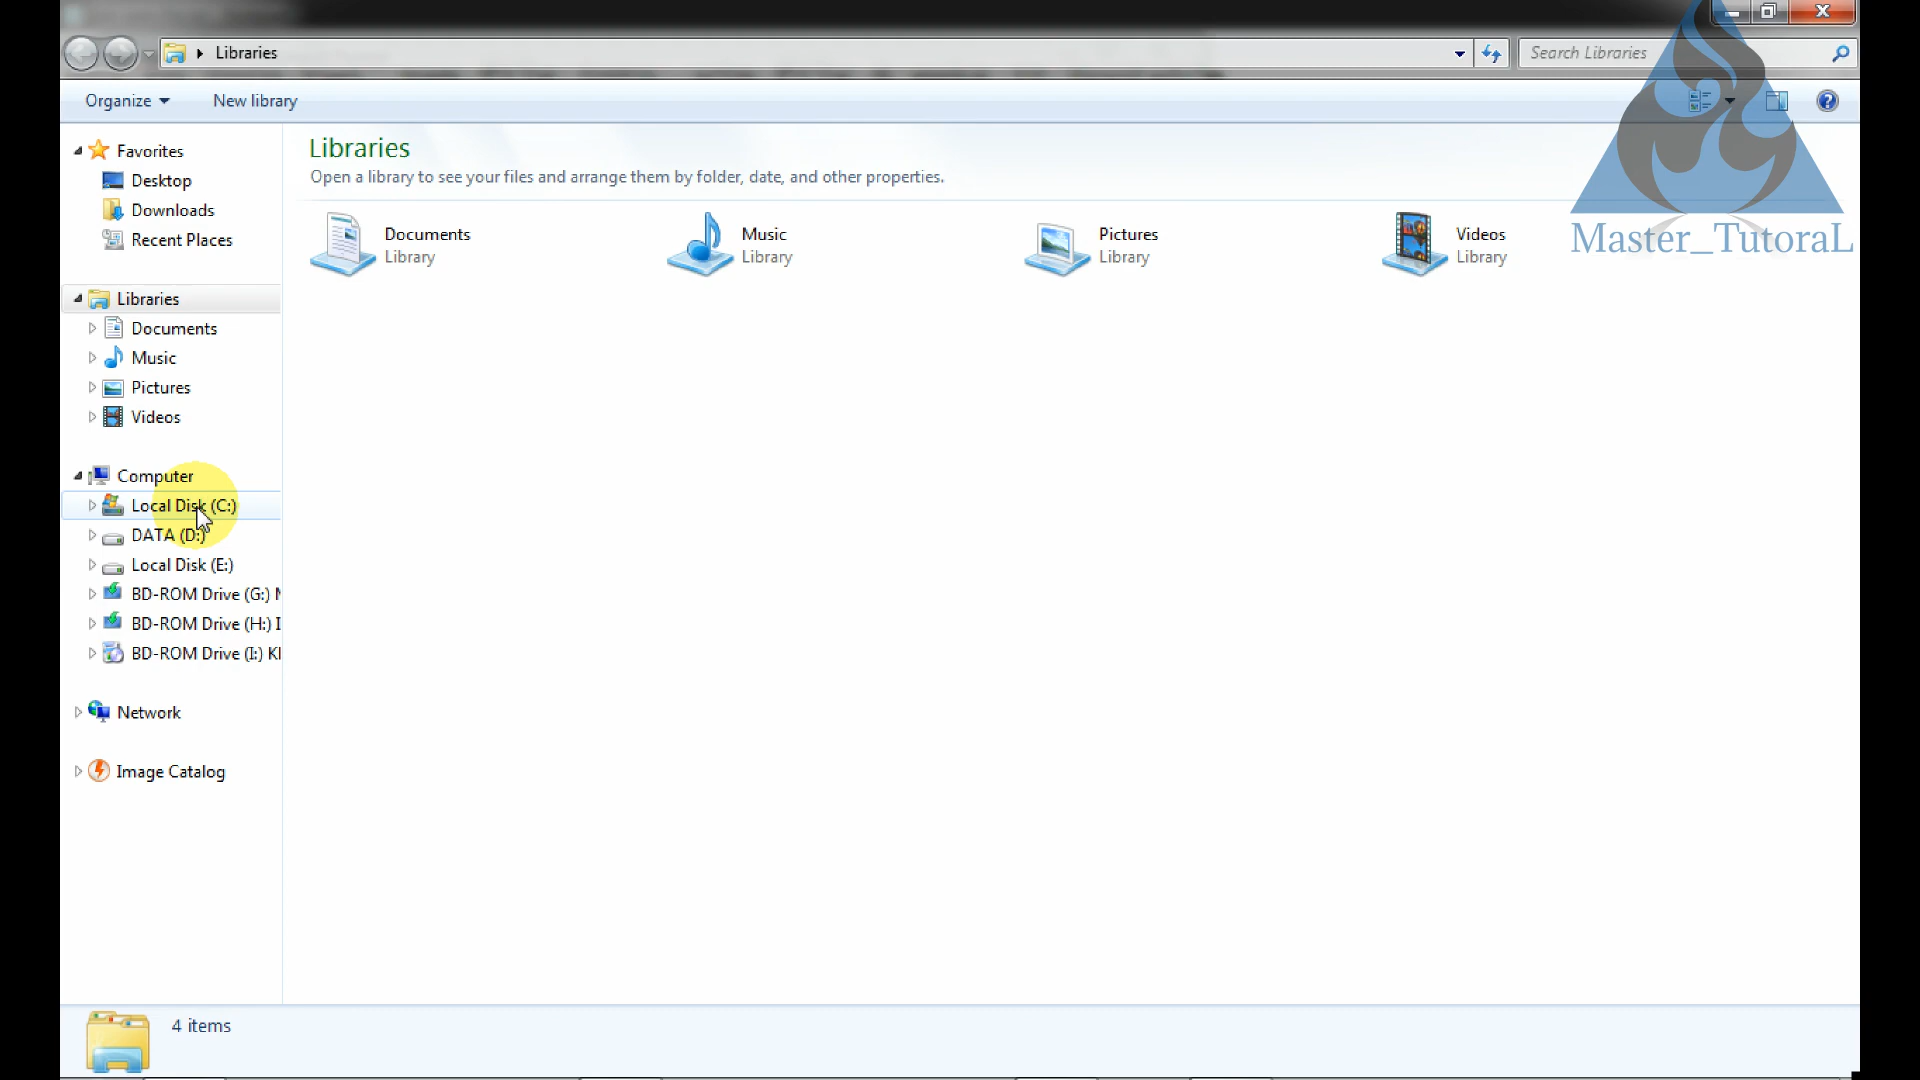 Libraries
Search Libraries
Organize
New library
Master_TutoraL
Favorites
Desktop
Downloads
Recent Places
Libraries
Documents
Music
Pictures
Videos
Computer
Local Disk (C:)
DATA (D:)
Local Disk (E:)
BD-ROM Drive (G:)
BD-ROM Drive (H:) I
BD-ROM Drive (I:)
Network
Image Catalog
Libraries
Open a library to see your files and arrange them by folder, date, and other properties.
Documents
Library
Music
Library
Pictures
Library
Videos
Library
4 items